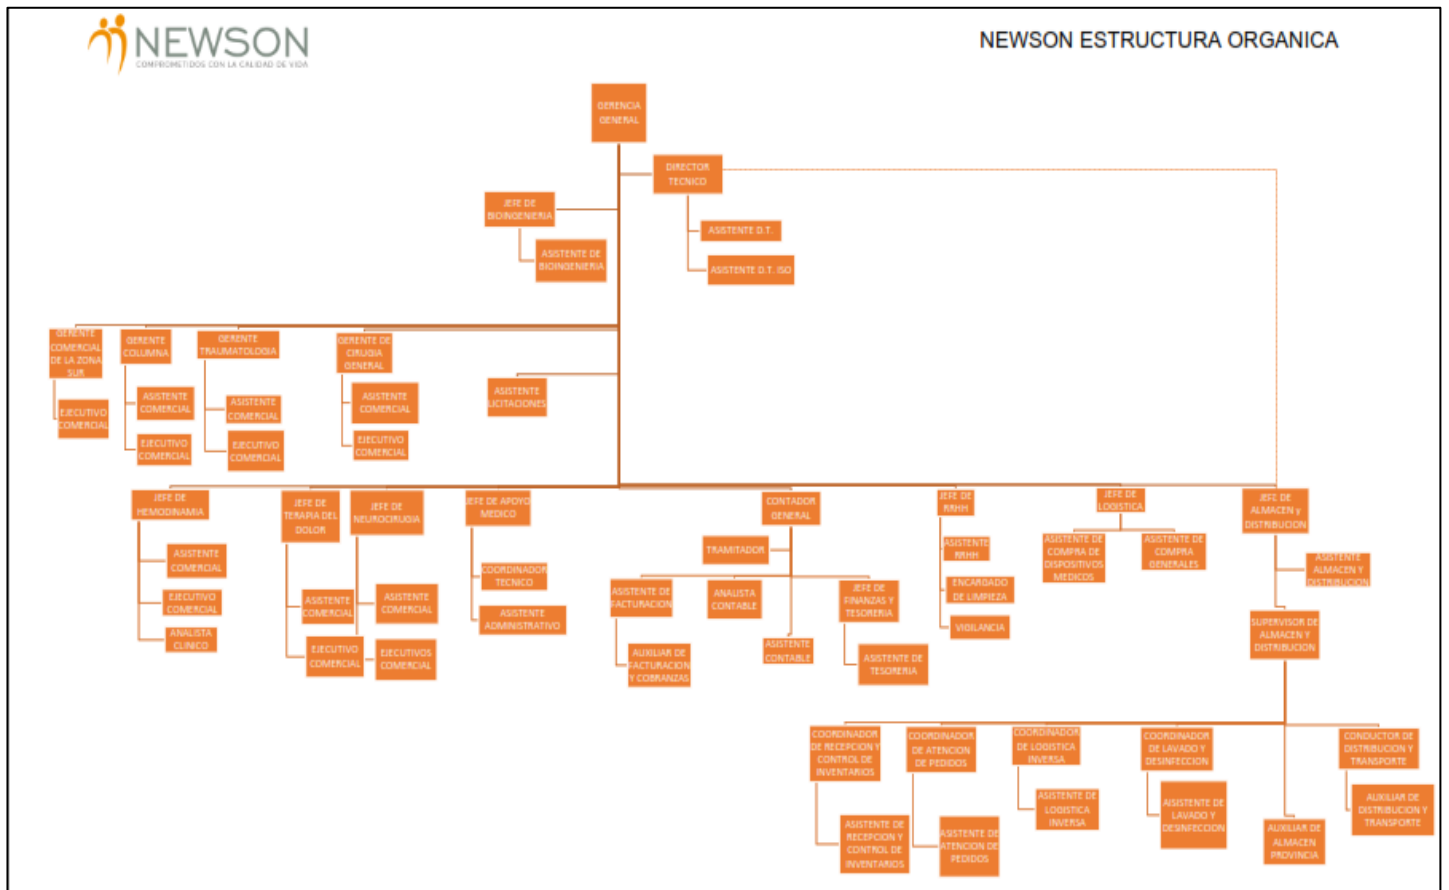 NEWSON
COMPROMETIDOS CON LA CALIDAD DE VIDA
NEWSON ESTRUCTURA ORGANICA
GERENCIA
GENERAL
DIRECTOR
TECNICO
JEFE DE
BIOINGENIERIA
ASISTENTE D.T.
ASISTENTE DE
BIOINGENIERIA
ASISTENTE D.T. ISO
GERENTE
COMERCIAL
DE LA ZONA
SUR
EJECUTIVO
COMERCIAL
GERENTE
COLUMNA
ASISTENTE
COMERCIAL
EJECUTIVO
COMERCIAL
GERENTE
TRAUMATOLOGIA
ASISTENTE
COMERCIAL
EJECUTIVO
COMERCIAL
GERENTE DE
CIRUGIA
GENERAL
ASISTENTE
COMERCIAL
EJECUTIVO
COMERCIAL
ASISTENTE
LICITACIONES
JEFE DE
HEMODINAMIA
ASISTENTE
COMERCIAL
EJECUTIVO
COMERCIAL
ANALISTA
CLINICO
JEFE DE
TERAPIA DEL
DOLOR
ASISTENTE
COMERCIAL
EJECUTIVO
COMERCIAL
JEFE DE
NEUROCIRUGIA
ASISTENTE
COMERCIAL
EJECUTIVOS
COMERCIAL
JEFE DE APOYO
MEDICO
COORDINADOR
TECNICO
ASISTENTE
ADMINISTRATIVO
CONTADOR
GENERAL
TRAMITADOR
ASISTENTE DE
FACTURACION
AUXILIAR DE
FACTURACION
Y COBRANZAS
ANALISTA
CONTABLE
ASISTENTE
CONTABLE
JEFE DE
FINANZAS Y
TESORERIA
ASISTENTE DE
TESORERIA
JEFE DE
RRHH
ASISTENTE
RRHH
ENCARGADO
DE LIMPIEZA
VIGILANCIA
JEFE DE
LOGISTICA
ASISTENTE DE
COMPRA DE
DISPOSITIVOS
MEDICOS
ASISTENTE DE
COMPRA
GENERALES
JEFE DE
ALMACEN y
DISTRIBUCION
ASISTENTE
ALMACEN Y
DISTRIBUCION
SUPERVISOR DE
ALMACEN Y
DISTRIBUCION
COORDINADOR
DE RECEPCION Y
CONTROL DE
INVENTARIOS
ASISTENTE DE
RECEPCION Y
CONTROL DE
INVENTARIOS
COORDINADOR
DE ATENCION
DE PEDIDOS
ASISTENTE DE
ATENCION DE
PEDIDOS
COORDINADOR
DE LOGISTICA
INVERSA
ASISTENTE DE
LOGISTICA
INVERSA
COORDINADOR
DE LAVADO Y
DESINFECCION
ASISTENTE DE
LAVADO Y
DESINFECCION
AUXILIAR DE
ALMACEN
PROVINCIA
CONDUCTOR DE
DISTRIBUCION Y
TRANSPORTE
AUXILIAR DE
DISTRIBUCION Y
TRANSPORTE